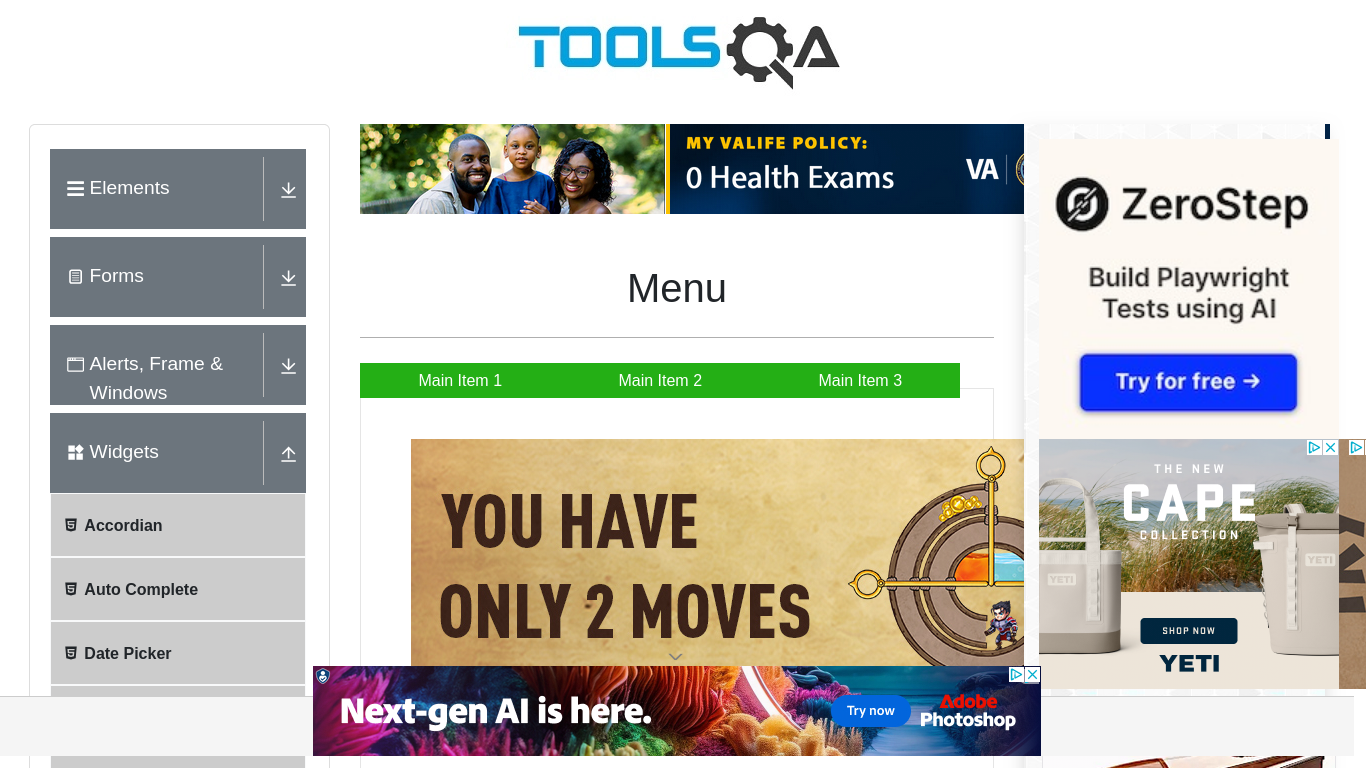 TOOLSQA
Elements
Forms
Alerts, Frame &
Windows
Widgets
Accordian
Auto Complete
Date Picker
MY VALIFE POLICY:
0 Health Exams
VA
Menu
Main Item 1
Main Item 2
Main Item 3
YOU HAVE
ONLY 2 MOVES
ZeroStep
Build Playwright
Tests using AI
Try for free →
THE NEW
CAPE
COLLECTION
YETI
YETI
SHOP NOW
YETI
Next-gen AI is here.
Try now
Adobe
Photoshop